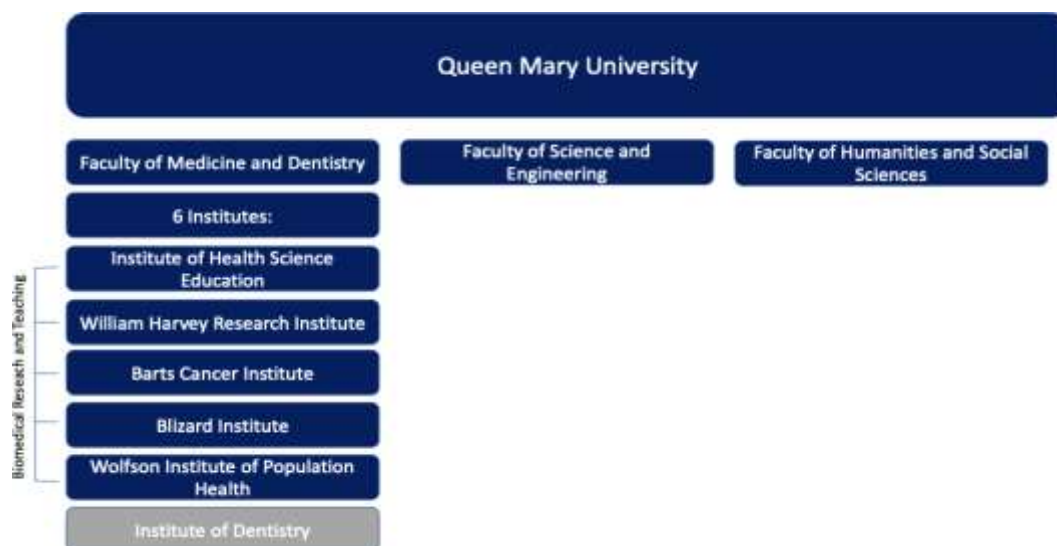 Queen Mary University
Faculty of Medicine and Dentistry
Faculty of Science and
Engineering
Faculty of Humanities and Social
Sciences
6 Institutes:
Biomedical Reseach and Teaching
Institute of Health Science
Education
William Harvey Research Institute
Barts Cancer Institute
Blizard Institute
Wolfson Institute of Population
Health
Institute of Dentistry